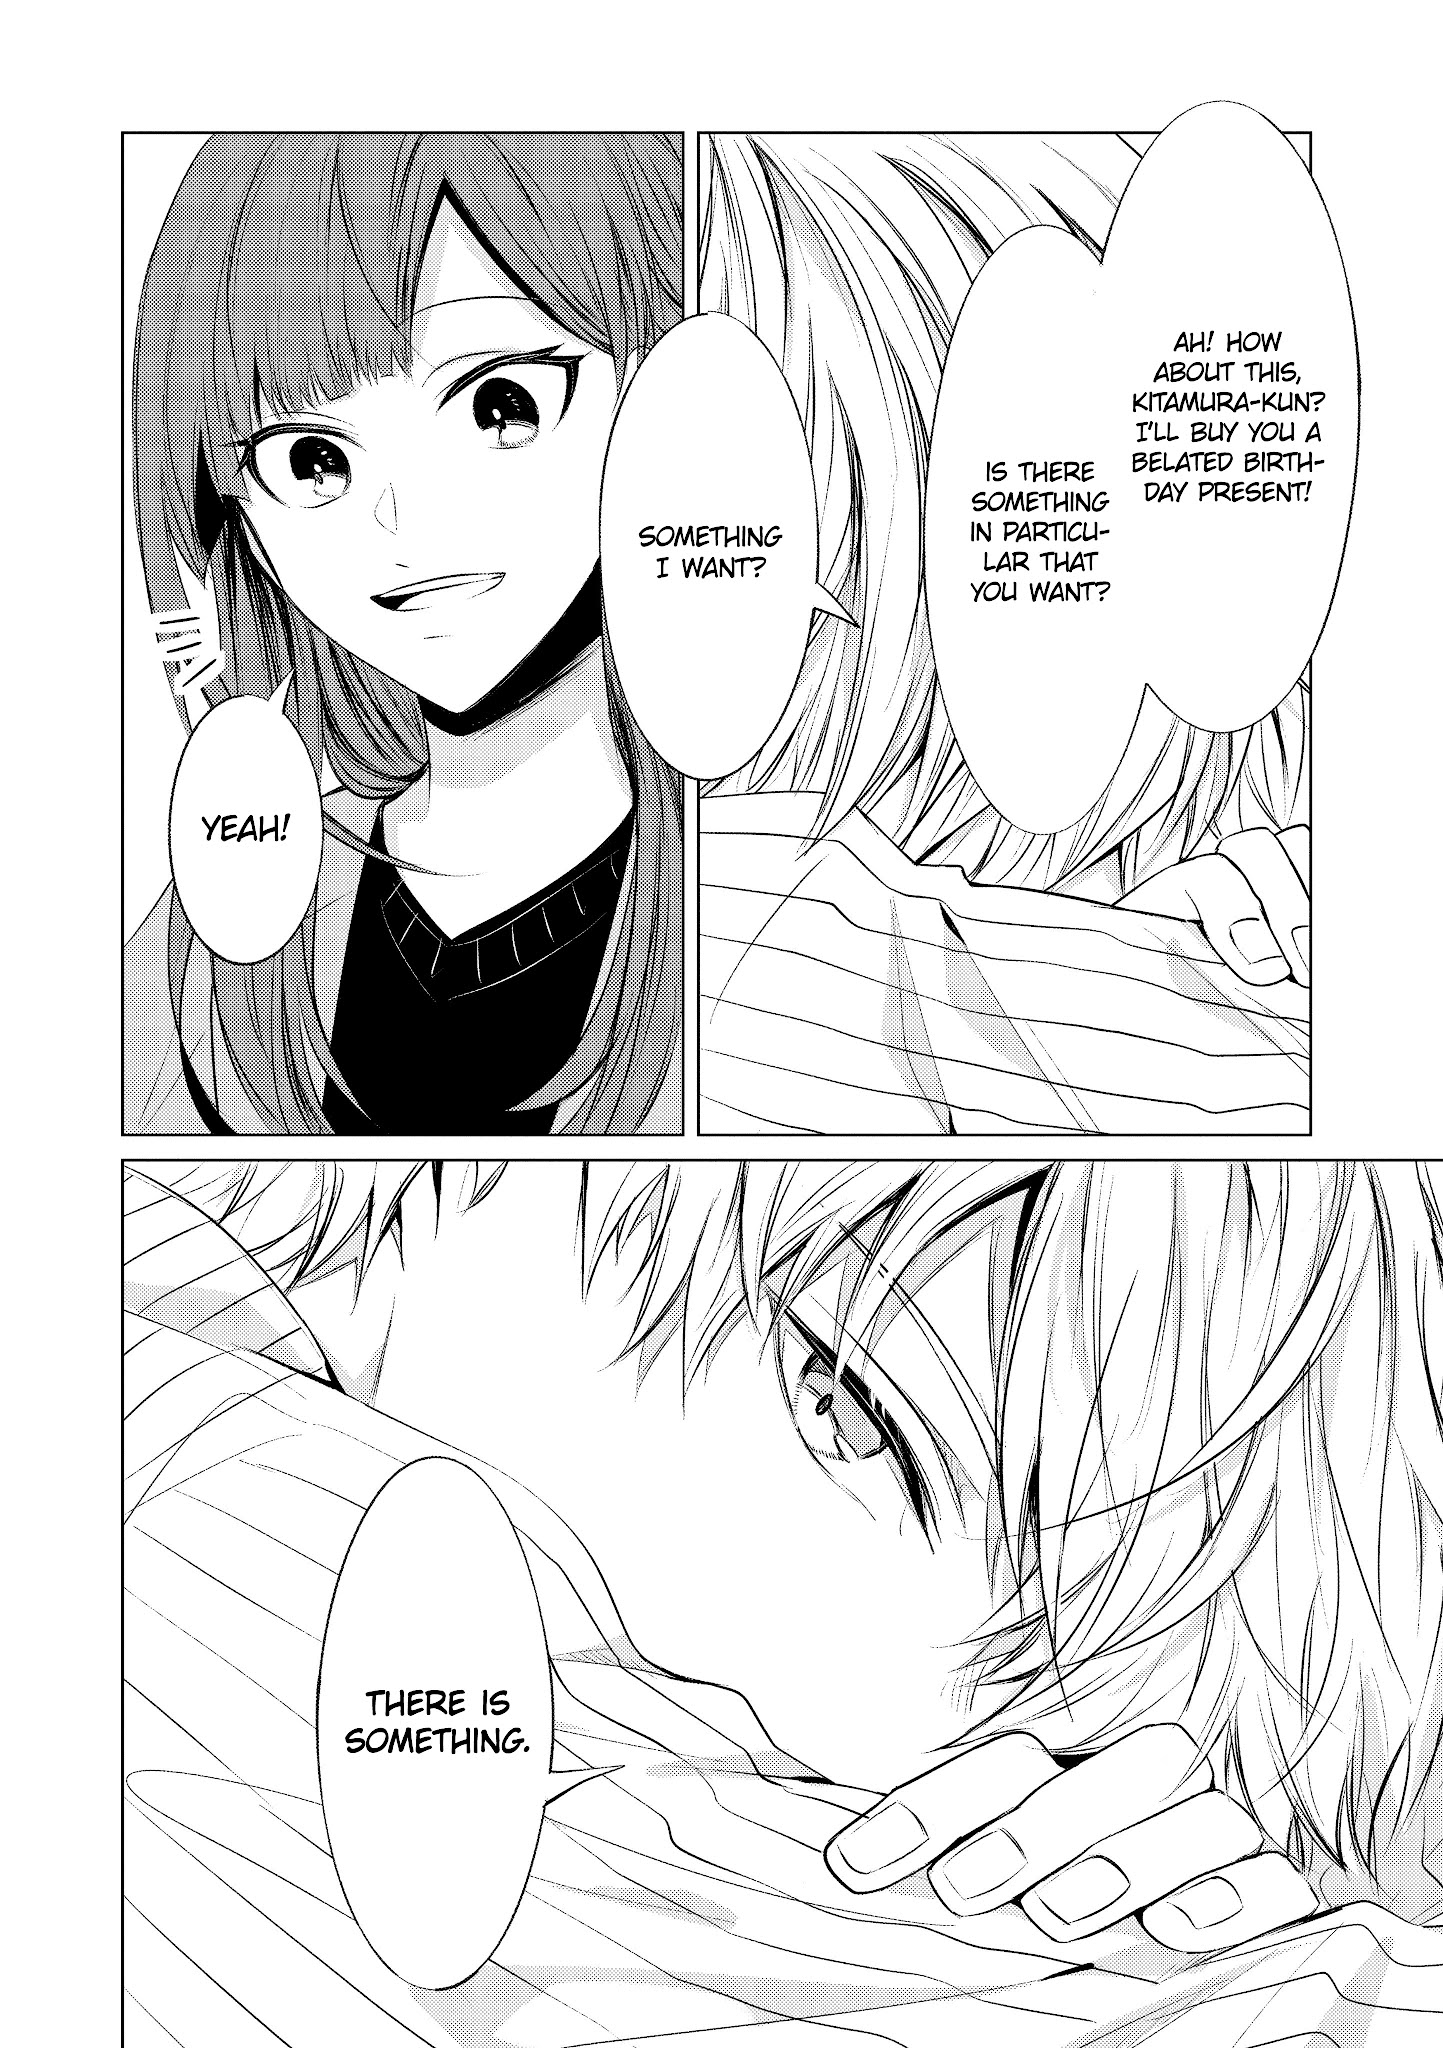 AH! HOW
ABOUT THIS,
KITAMURA-KUN?
I'LL BUY YOU A
BELATED BIRTH-
DAY PRESENT!
IS THERE
SOMETHING
IN PARTICU-
LAR THAT
YOU WANT?
SOMETHING
I WANT?
YEAH!
THERE IS
SOMETHING.